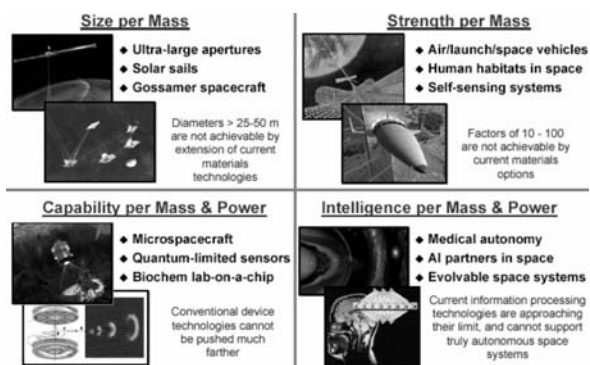 Size per Mass
Ultra-large apertures
Solar sails
Gossamer spacecraft
Diameters > 25-50 m
are not achievable by
extension of current
materials
technologies
Strength per Mass
Air/launch/space vehicles
Human habitats in space
Self-sensing systems
Factors of 10 - 100
are not achievable by
current materials
options
Capability per Mass & Power
Microspacecraft
Quantum-limited sensors
Biochem lab-on-a-chip
Conventional device
technologies cannot
be pushed much
farther
Intelligence per Mass & Power
Medical autonomy
AI partners in space
Evolvable space systems
Current information processing
technologies are approaching
their limit, and cannot support
truly autonomous space
systems